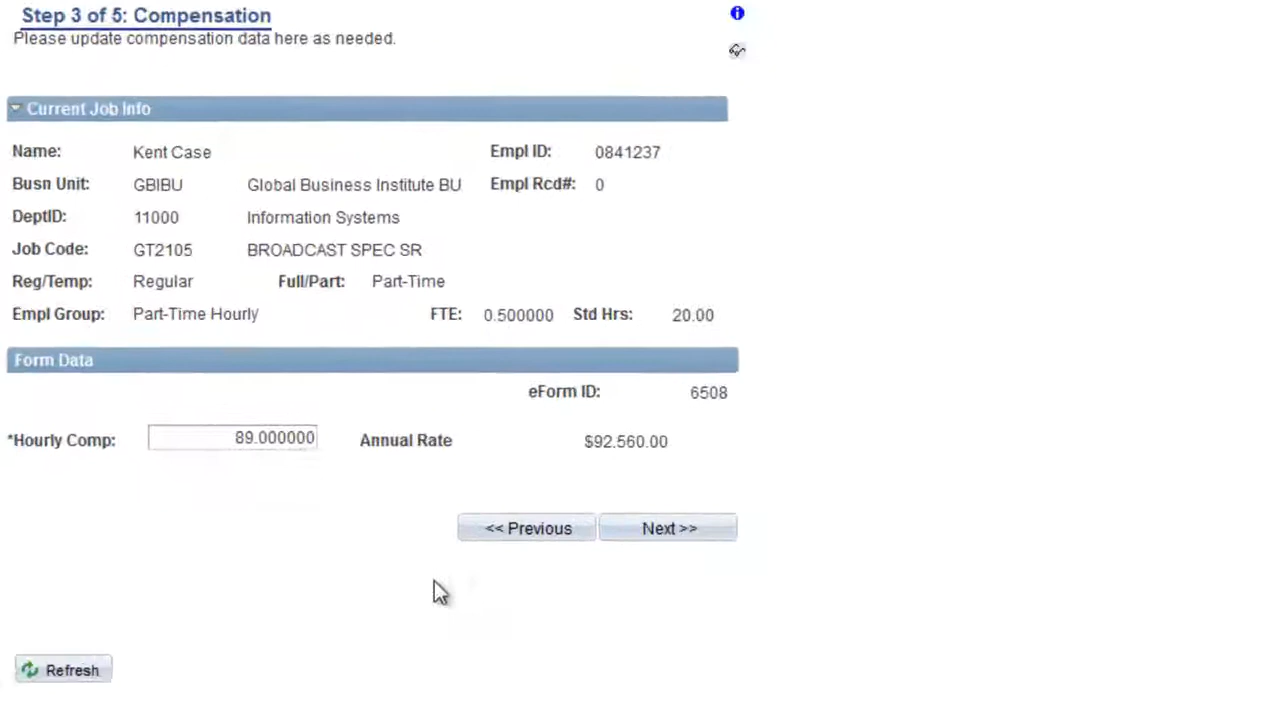 Step 3 of 5: Compensation
Please update compensation data here as needed.
Current Job Info
Name: Kent Case Empl ID: 0841237
Busn Unit: GBIBU Global Business Institute BU Empl Rcd#: 0
DeptID: 11000 Information Systems
Job Code: GT2105 BROADCAST SPEC SR
Reg/Temp: Regular Full/Part: Part-Time
Empl Group: Part-Time Hourly FTE: 0.500000 Std Hrs: 20.00
Form Data
eForm ID: 6508
*Hourly Comp: 89.000000 Annual Rate $92.560.00
<< Previous Next >>
Refresh